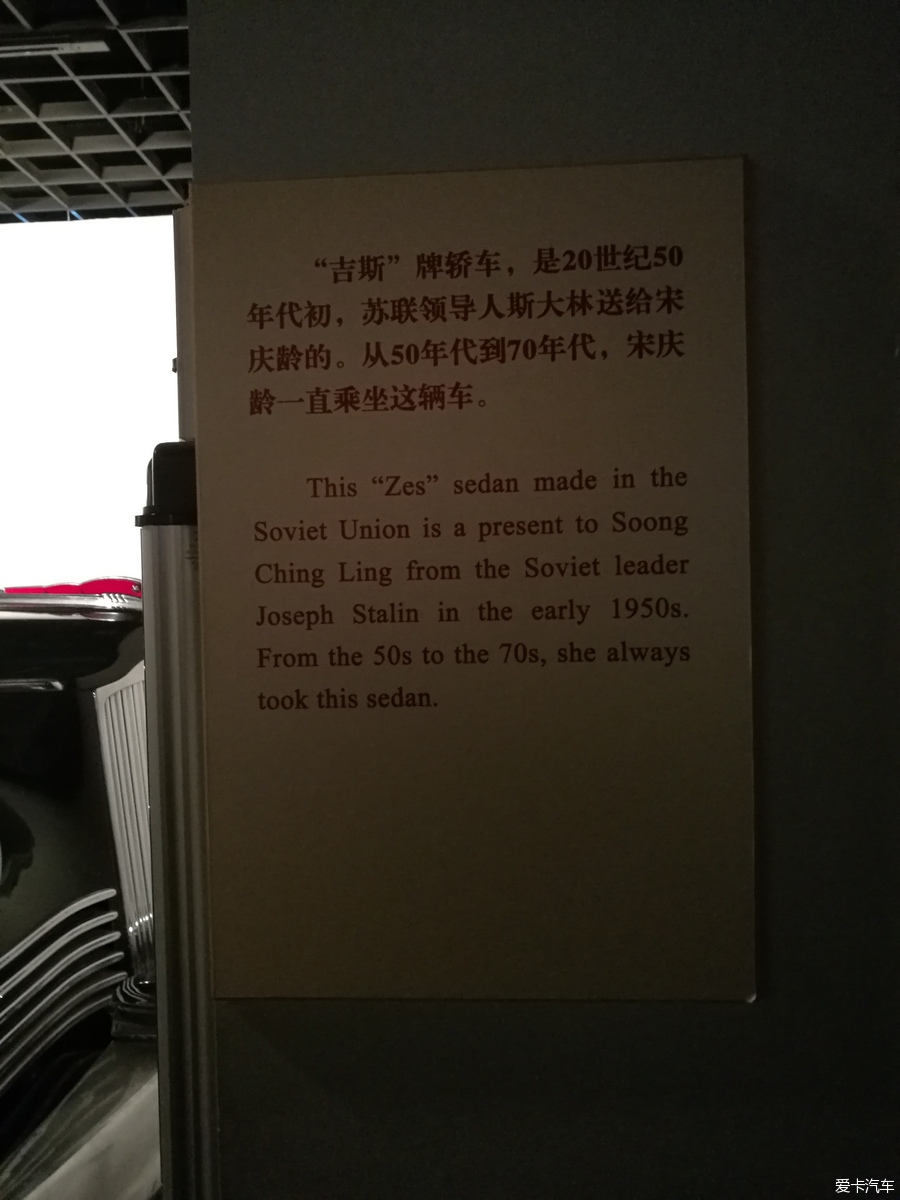 “吉斯”牌轿车，是20世纪50
年代初，苏联领导人斯大林送给宋
庆龄的。从50年代到70年代，宋庆
龄一直乘坐这辆车。
This “Zes” sedan made in the
Soviet Union is a present to Soong
Ching Ling from the Soviet leader
Joseph Stalin in the early 1950s.
From the 50s to the 70s, she always
took this sedan.
爱卡汽车